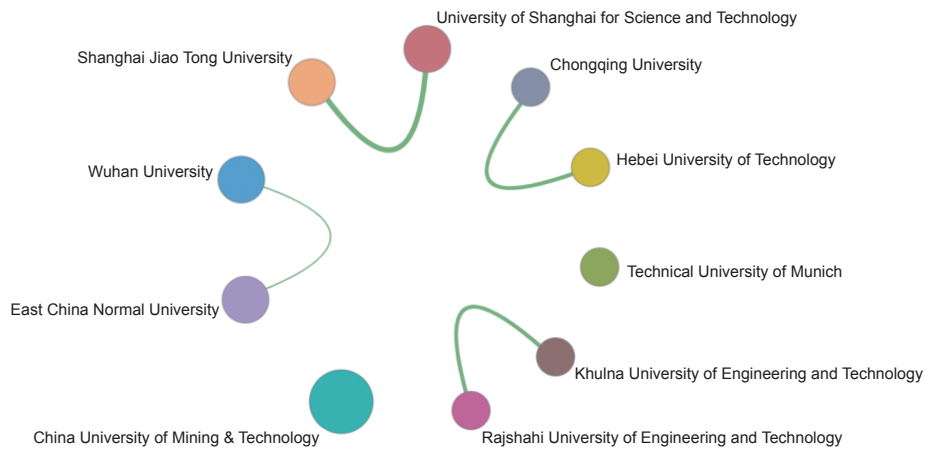 University of Shanghai for Science and Technology
Shanghai Jiao Tong University
Chongqing University
Hebei University of Technology
Wuhan University
Technical University of Munich
East China Normal University
Khulna University of Engineering and Technology
China University of Mining & Technology
Rajshahi University of Engineering and Technology